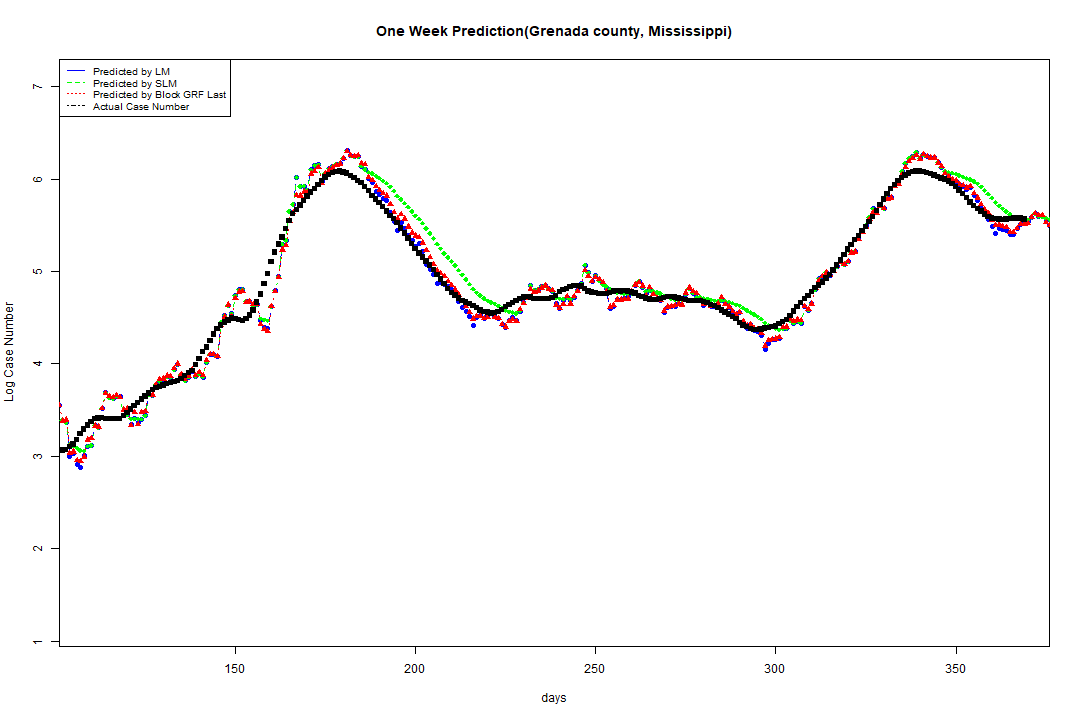 One Week Prediction(Grenada county, Mississippi)
Predicted by LM
Predicted by SLM
Predicted by Block GRF Last
Actual Case Number
7
6
5
4
3
2
1
Log Case Number
150 200 250 300 350
days